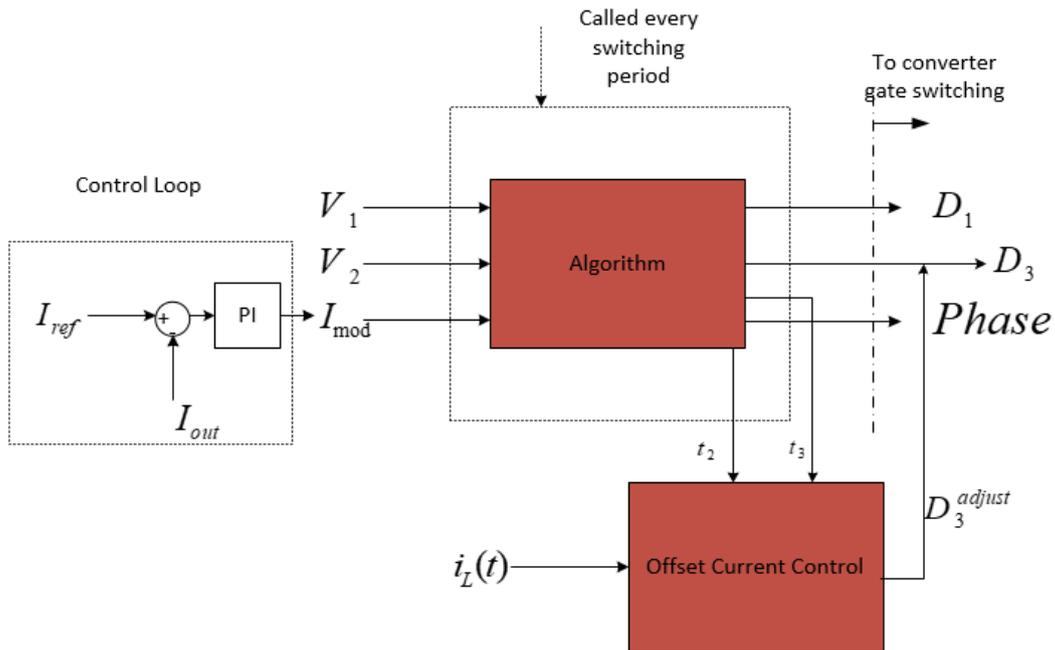 Called every
switching
period
To converter
gate switching
Control Loop
V1
D1
V2
Algorithm
D3
Iref
+
-
PI
Imod
Phase
Iout
t2
t3
D3adjust
iL(t)
Offset Current Control